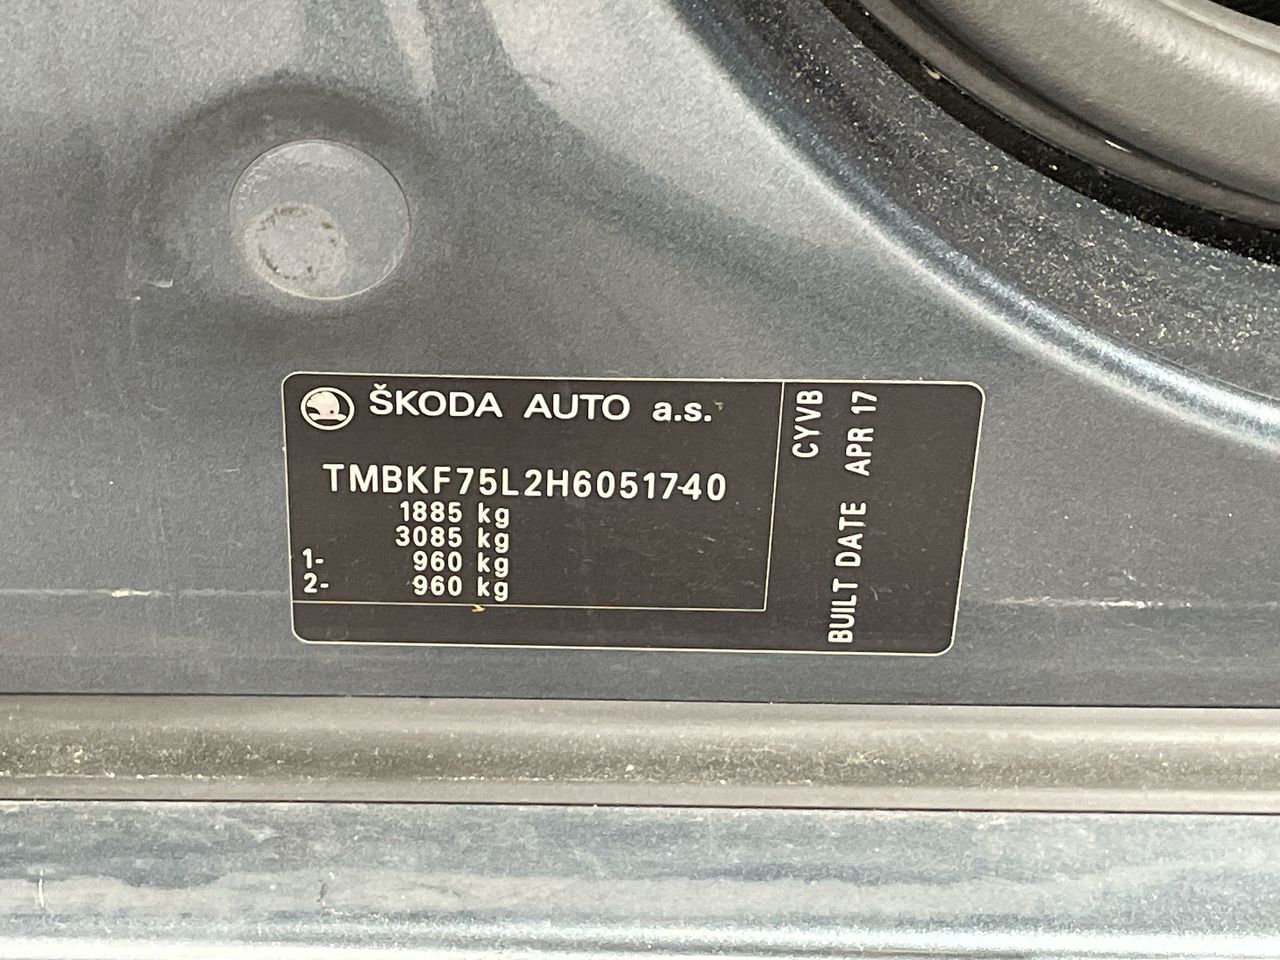 ŠKODA AUTO a.s.
TMBKF75L2H6051740
1885 kg
3085 kg
1- 960 kg
2- 960 kg
CYVB
BUILT DATE APR 17